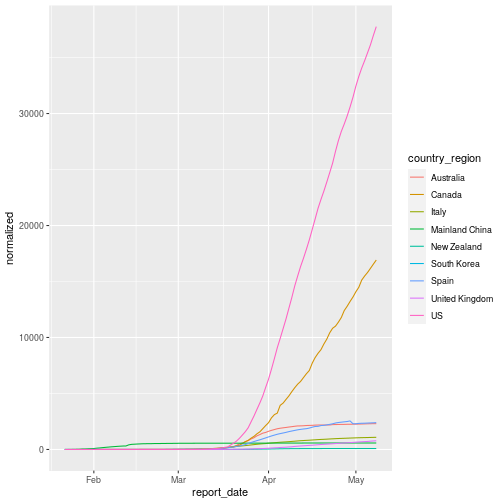 normalized
30000
20000
10000
0
Feb
Mar
Apr
May
report_date
country_region
Australia
Canada
Italy
Mainland China
New Zealand
South Korea
Spain
United Kingdom
US